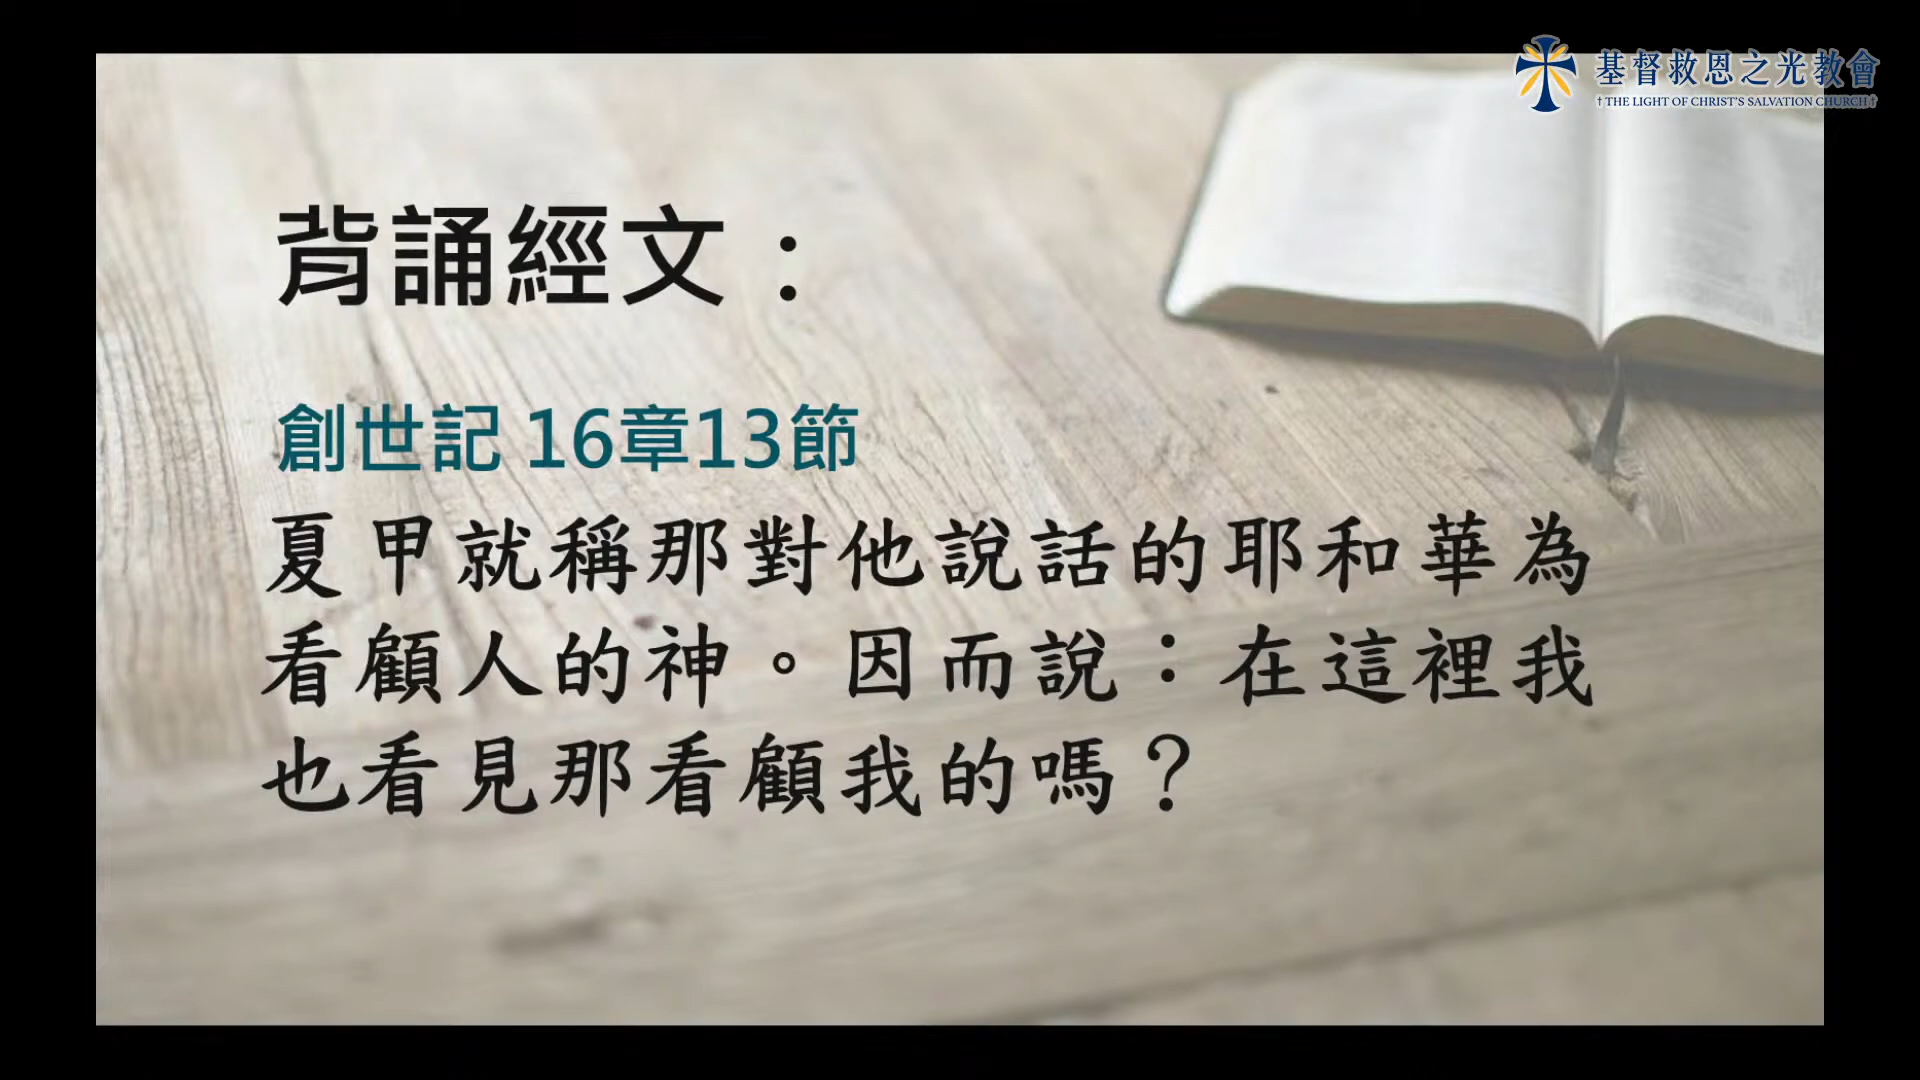 基督救恩之光教會
†THE LIGHT OF CHRIST'S SALVATION CHURCH†
背誦經文：
創世記 16章13節
夏甲就稱那對他說話的耶和華為
看顧人的神。因而說：在這裡我
也看見那看顧我的嗎？